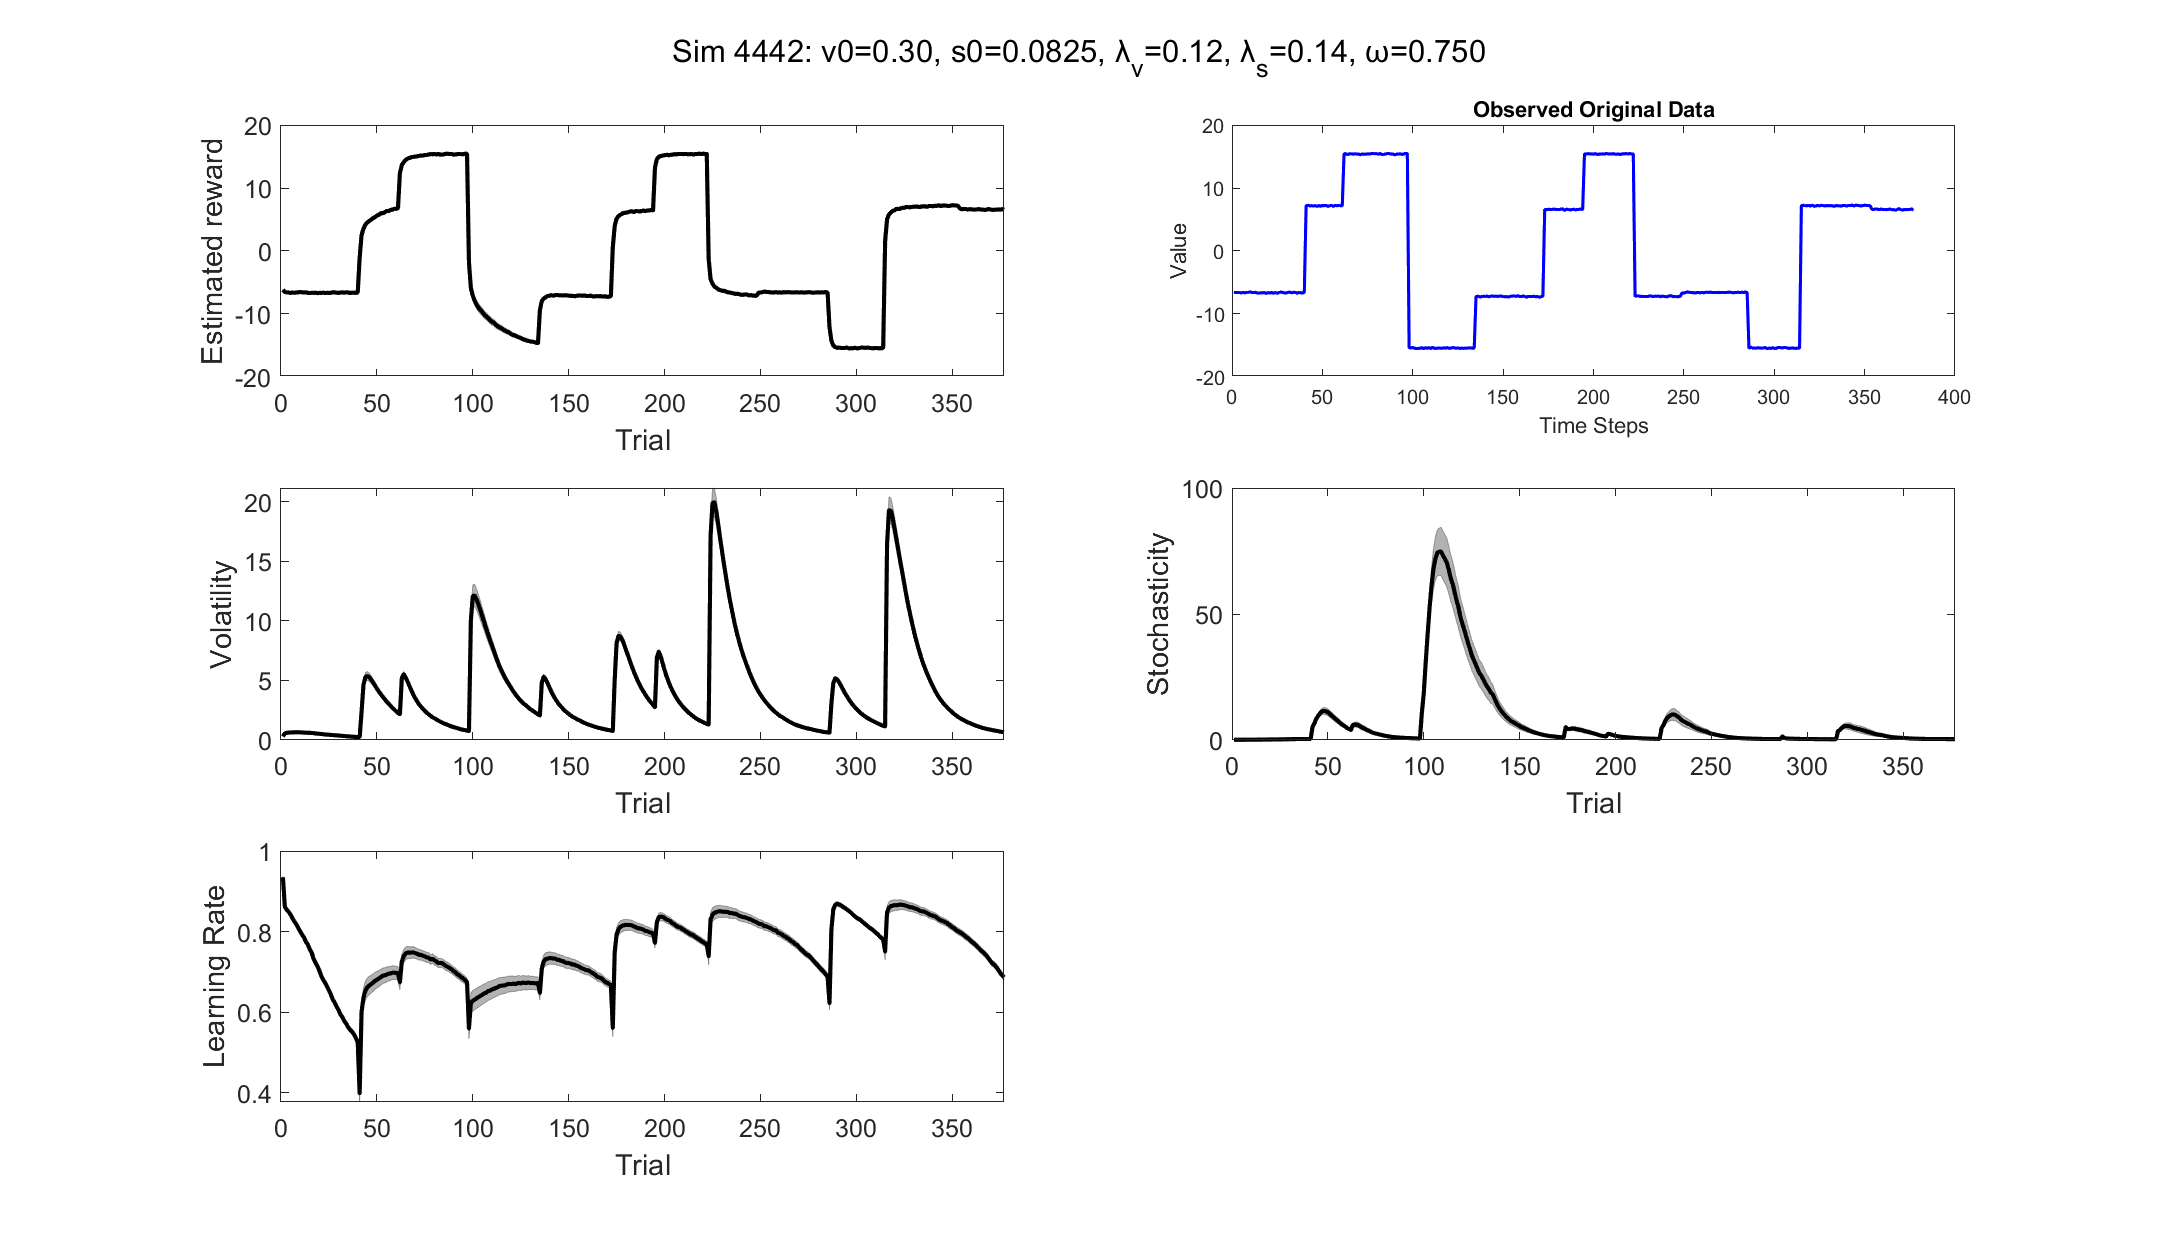 Sim 4442: v0=0.30, s0=0.0825, λ_v=0.12, λ_s=0.14, ω=0.750
20
10
0
-10
-20
Estimated reward
0 50 100 150 200 250 300 350
Trial
Observed Original Data
20
10
0
-10
-20
Value
0 50 100 150 200 250 300 350 400
Time Steps
20
15
10
5
0
Volatility
0 50 100 150 200 250 300 350
Trial
100
50
0
Stochasticity
0 50 100 150 200 250 300 350
Trial
1
0.8
0.6
0.4
Learning Rate
0 50 100 150 200 250 300 350
Trial